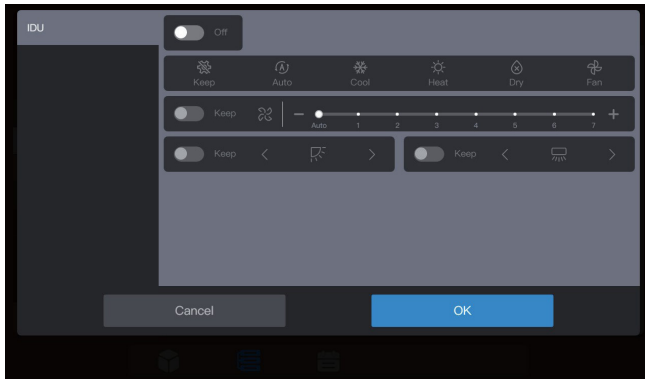 IDU
Off
Keep Auto Cool Heat Dry Fan
Keep
Auto 1 2 3 4 5 6 7
Keep
Keep
Cancel OK